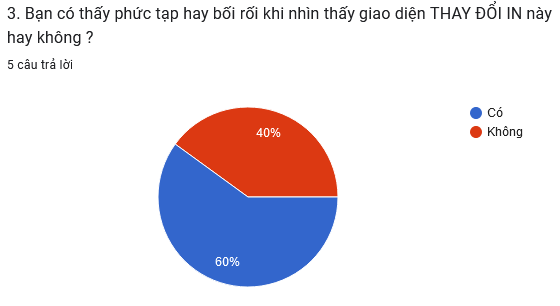 3. Bạn có thấy phức tạp hay bối rối khi nhìn thấy giao diện THAY ĐỔI IN này
hay không ?
5 câu trả lời
Có
Không
40%
60%